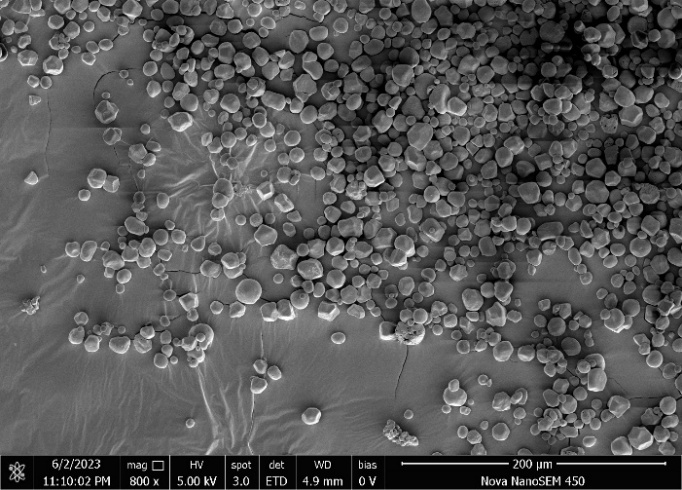 6/2/2023 mag HV spot det WD bias 200 µm
11:10:02 PM 800 x 5.00 kV 3.0 ETD 4.9 mm 0 V Nova NanoSEM 450